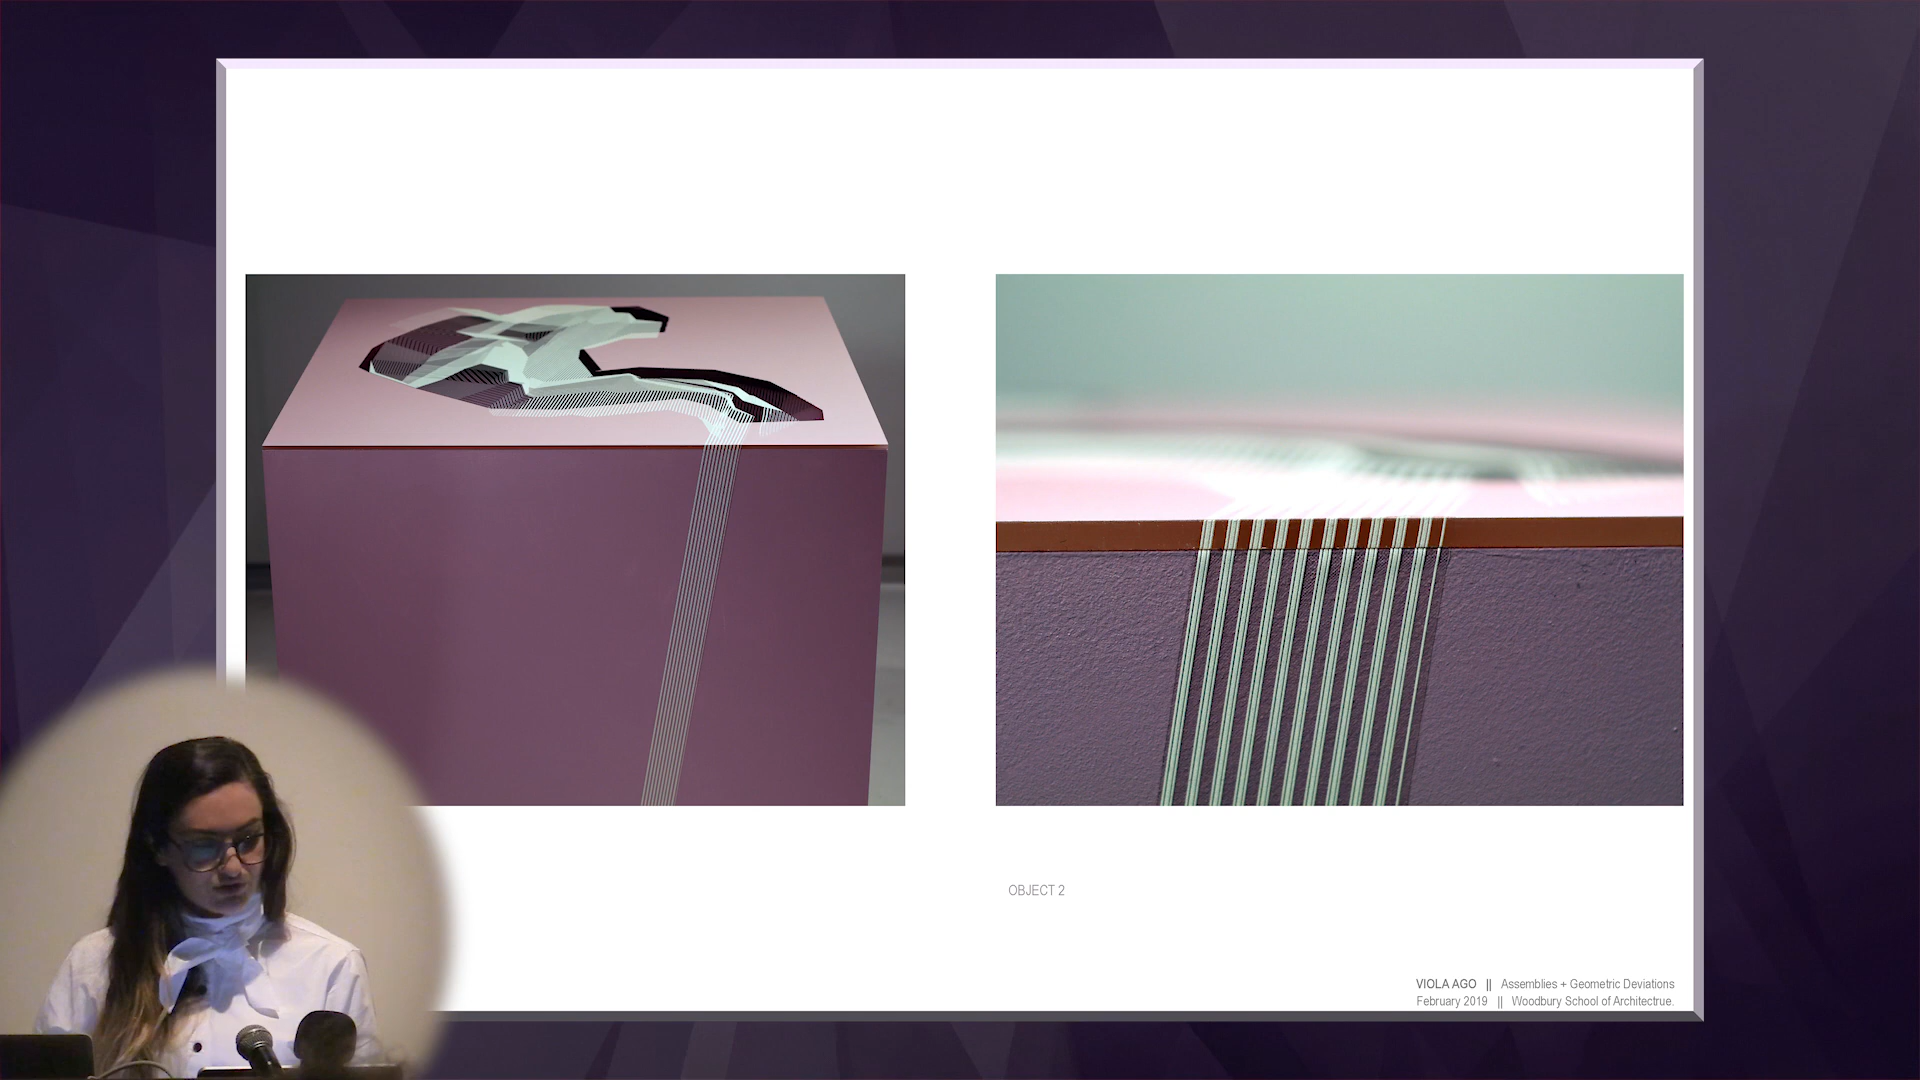 OBJECT 2
VIOLA AGO || Assemblies + Geometric Deviations
February 2019 || Woodbury School of Architectrue.